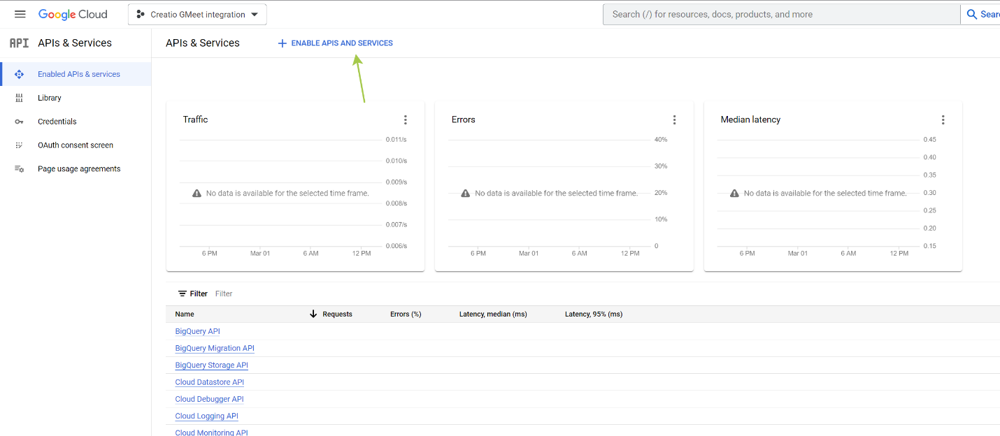 Google Cloud
Creatio GMeet integration
Search (/) for resources, docs, products, and more
API APIs & Services
APIs & Services
ENABLE APIS AND SERVICES
Enabled APIs & services
Library
Credentials
OAuth consent screen
Page usage agreements
Traffic
0.011/s
0.010/s
0.009/s
No data is available for the selected time frame.
0.008/s
0.007/s
0.006/s
6 PM Mar 01 6 AM 12 PM
Errors
40%
30%
20%
No data is available for the selected time frame.
10%
0
6 PM Mar 01 6 AM 12 PM
Median latency
0.45
0.40
0.35
0.30
No data is available for the selected time frame.
0.25
0.20
0.15
6 PM Mar 01 6 AM 12 PM
Filter Filter
Name Requests Errors (%) Latency, median (ms) Latency, 95% (ms)
BigQuery API
BigQuery Migration API
BigQuery Storage API
Cloud Datastore API
Cloud Debugger API
Cloud Logging API
Cloud Monitoring API